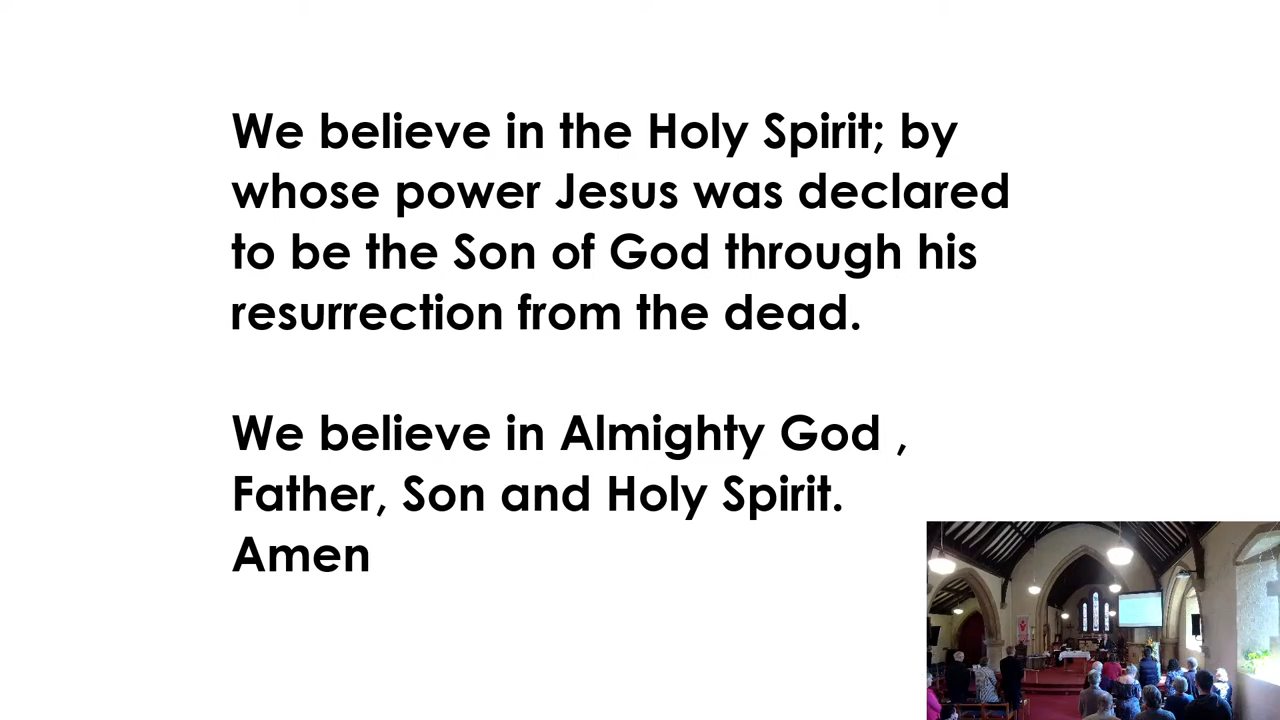 We believe in the Holy Spirit; by
whose power Jesus was declared
to be the Son of God through his
resurrection from the dead.
We believe in Almighty God ,
Father, Son and Holy Spirit.
Amen